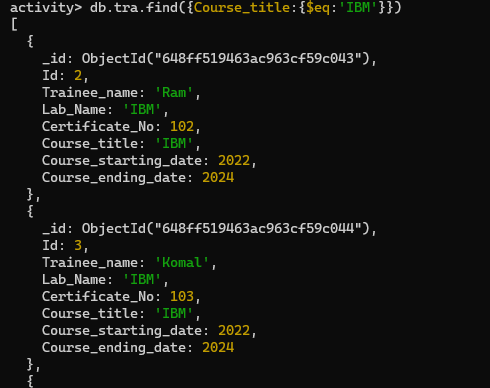 activity> db.tra.find({Course_title:{$eq:'IBM'}})
[
  {
    _id: ObjectId("648ff519463ac963cf59c043"),
    Id: 2,
    Trainee_name: 'Ram',
    Lab_Name: 'IBM',
    Certificate_No: 102,
    Course_title: 'IBM',
    Course_starting_date: 2022,
    Course_ending_date: 2024
  },
  {
    _id: ObjectId("648ff519463ac963cf59c044"),
    Id: 3,
    Trainee_name: 'Komal',
    Lab_Name: 'IBM',
    Certificate_No: 103,
    Course_title: 'IBM',
    Course_starting_date: 2022,
    Course_ending_date: 2024
  },
  {